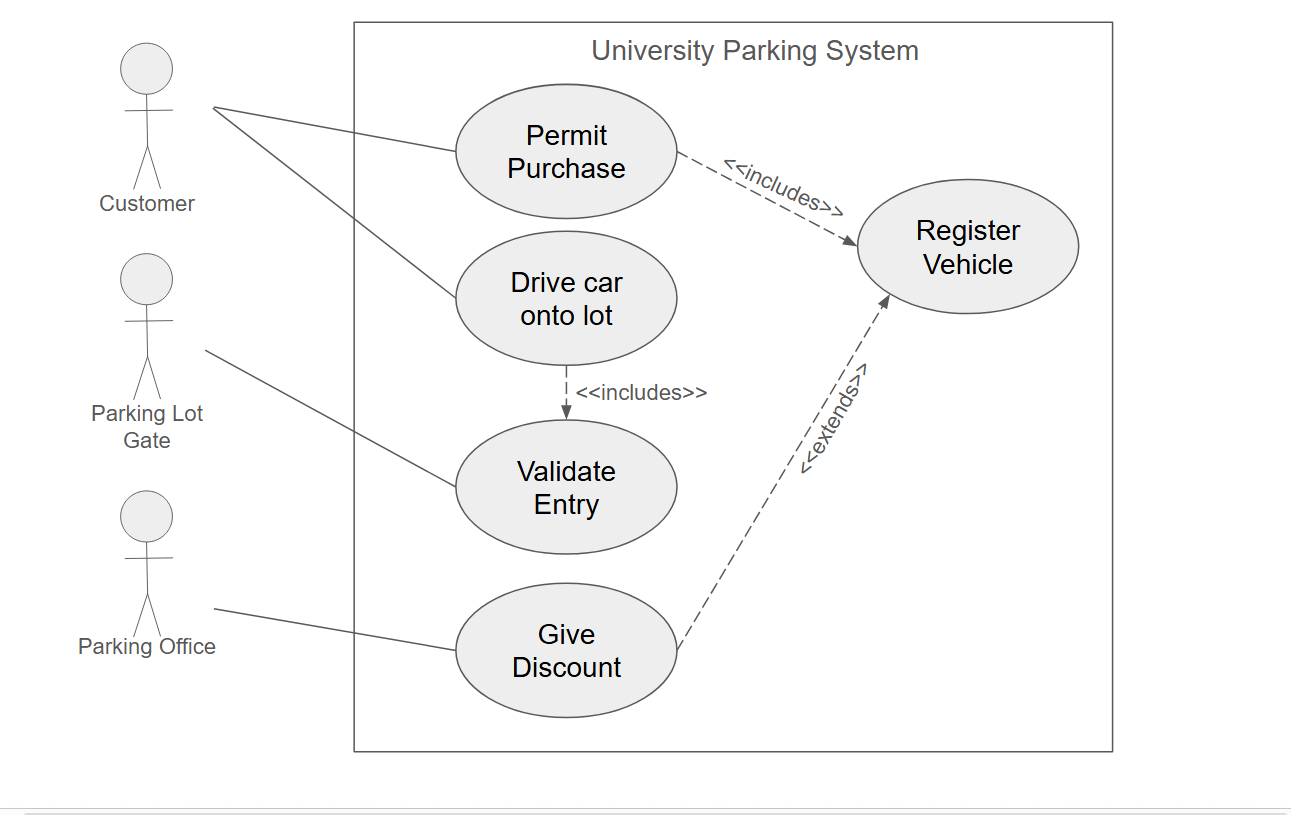 University Parking System
Permit
Purchase
<<includes>>
Register
Vehicle
Customer
Drive car
onto lot
<<includes>>
Parking Lot
Gate
Validate
Entry
<<extends>>
Parking Office
Give
Discount